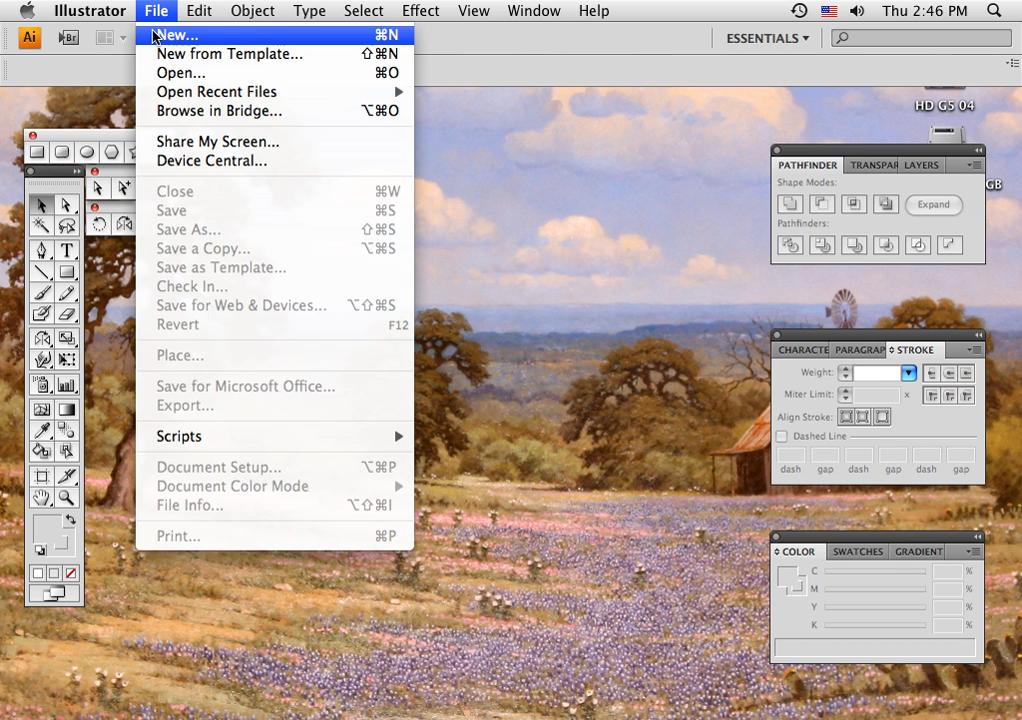 Illustrator File Edit Object Type Select Effect View Window Help Thu 2:46 PM
Ai Br ESSENTIALS
New... ⌘N
New from Template... ⇧⌘N
Open... ⌘O
Open Recent Files
Browse in Bridge... ⌥⌘O
Share My Screen...
Device Central...
Close ⌘W
Save ⌘S
Save As... ⇧⌘S
Save a Copy... ⌥⌘S
Save as Template...
Check In...
Save for Web & Devices... ⌥⇧⌘S
Revert F12
Place...
Save for Microsoft Office...
Export...
Scripts
Document Setup... ⌥⌘P
Document Color Mode
File Info... ⌥⇧⌘I
Print... ⌘P
HD G5 04
GB
PATHFINDER TRANSPAR LAYERS
Shape Modes:
Expand
Pathfinders:
CHARACTE PARAGRAP STROKE
Weight:
Miter Limit: x
Align Stroke:
Dashed Line
dash gap dash gap dash gap
COLOR SWATCHES GRADIENT
C %
M %
Y %
K %
T